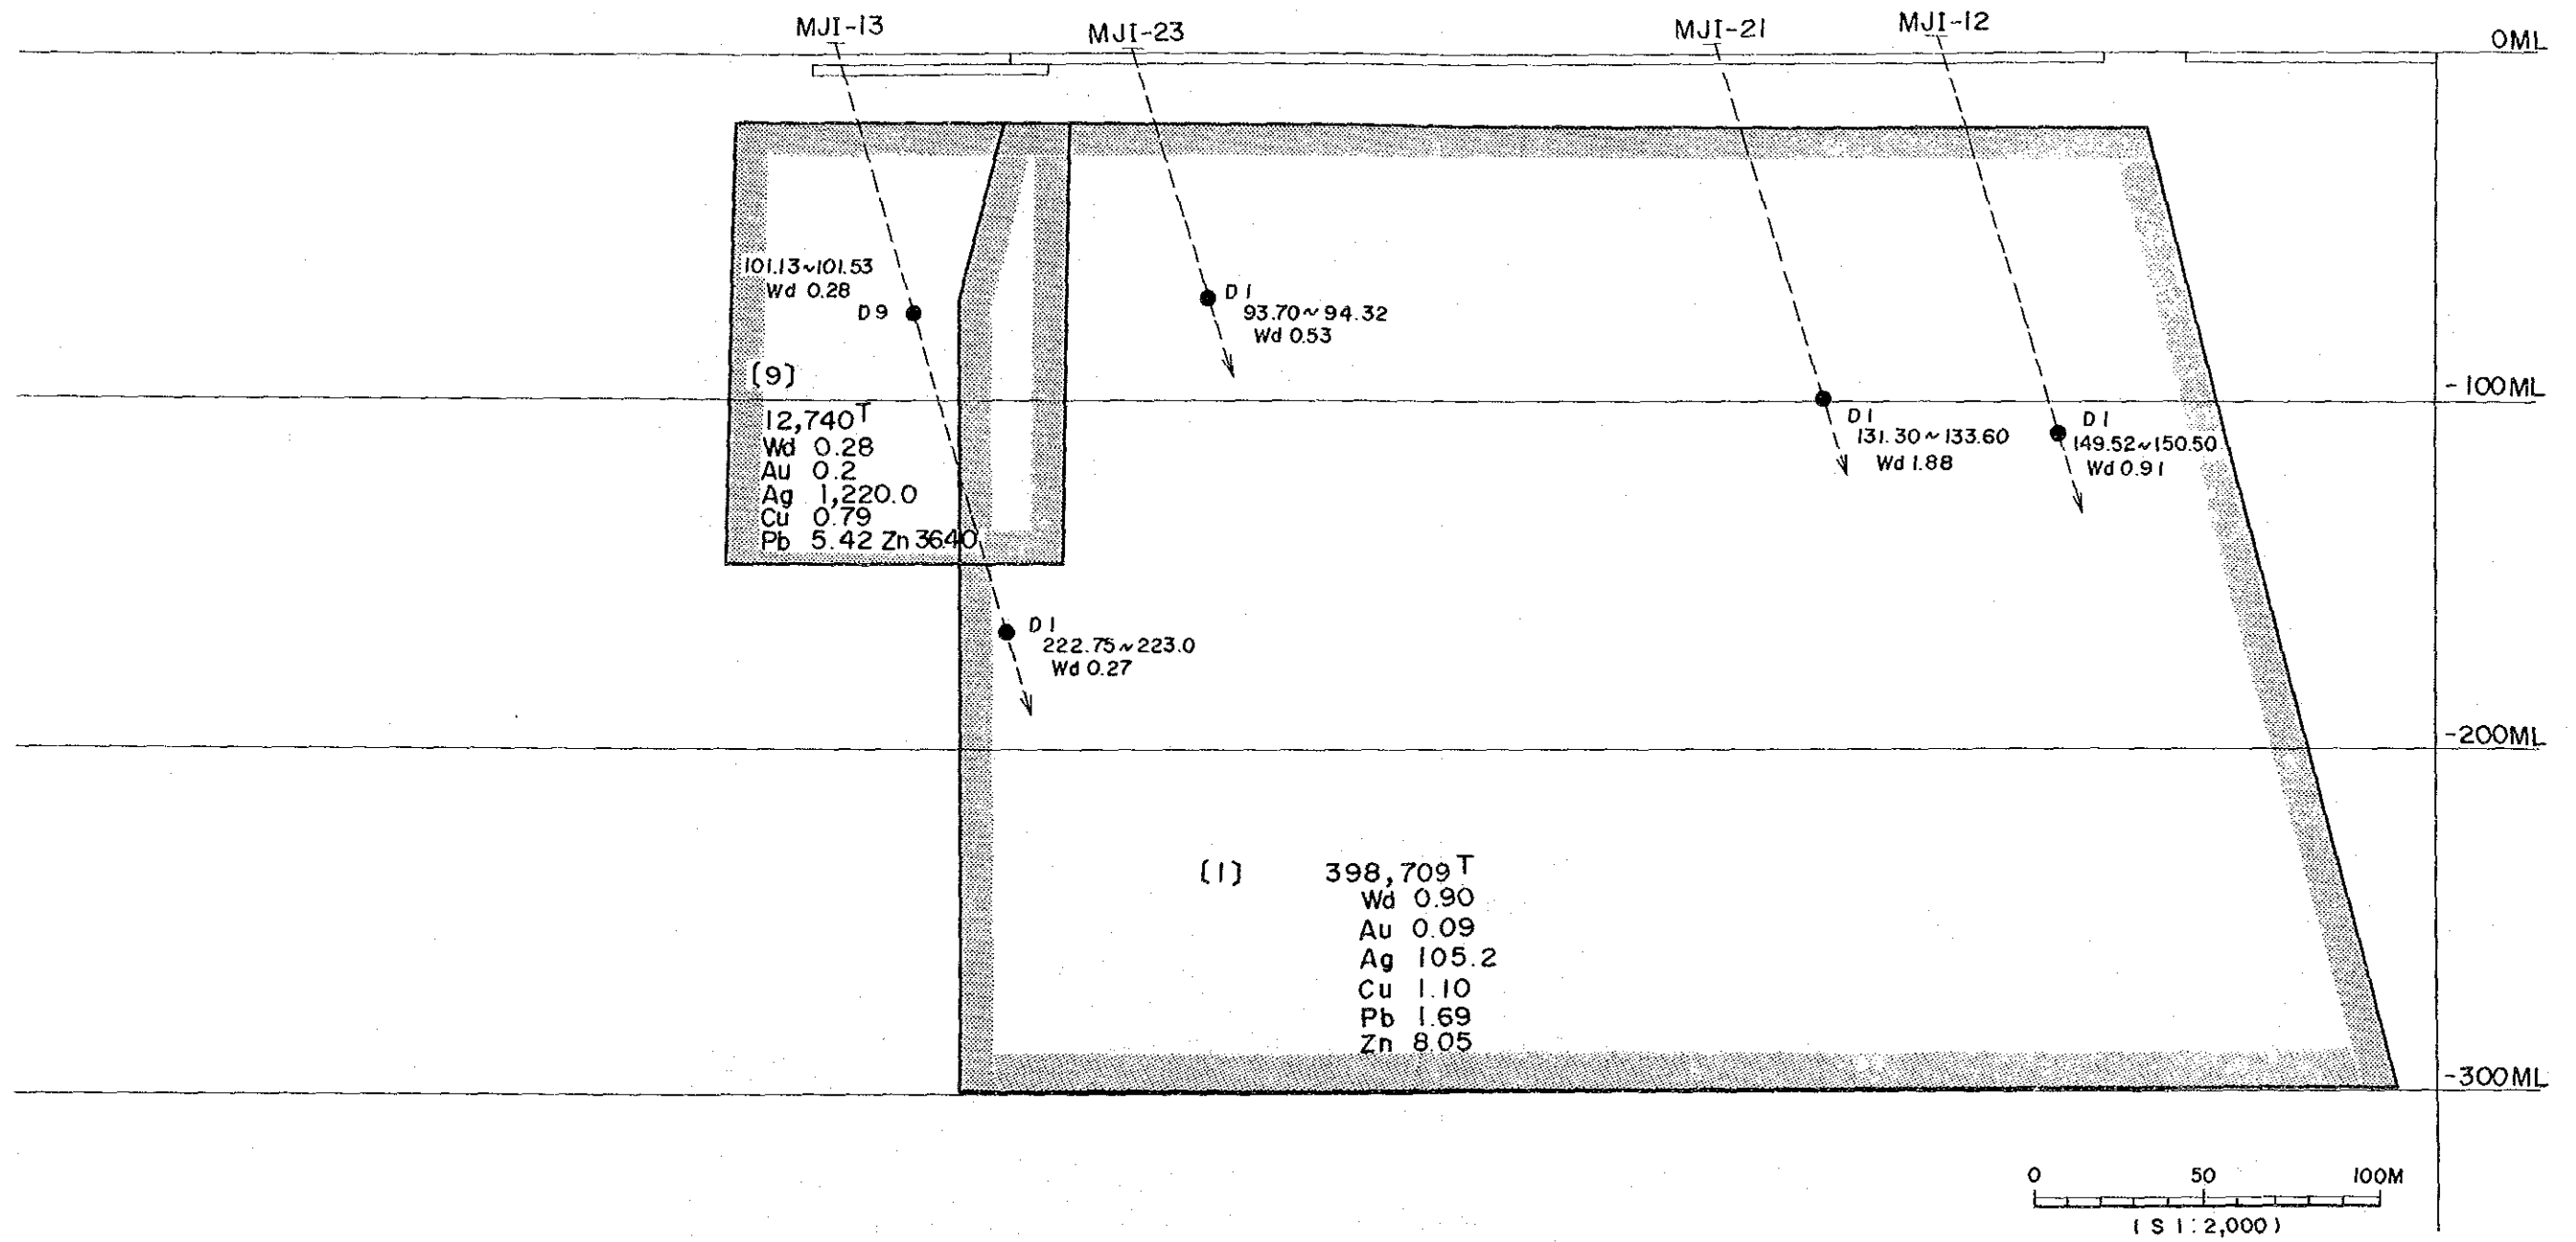 MJI-13
MJI-23
MJI-21
MJI-12
0ML
101.13~101.53
Wd 0.28
D9
D1
93.70~94.32
Wd 0.53
(9)
12,740T
Wd 0.28
Au 0.2
Ag 1,220.0
Cu 0.79
Pb 5.42 Zn 36.40
-100ML
D1
131.30~133.60
Wd 1.88
D1
149.52~150.50
Wd 0.91
D1
222.75~223.0
Wd 0.27
-200ML
(1) 398,709T
Wd 0.90
Au 0.09
Ag 105.2
Cu 1.10
Pb 1.69
Zn 8.05
-300ML
0 50 100M
(S 1:2,000)